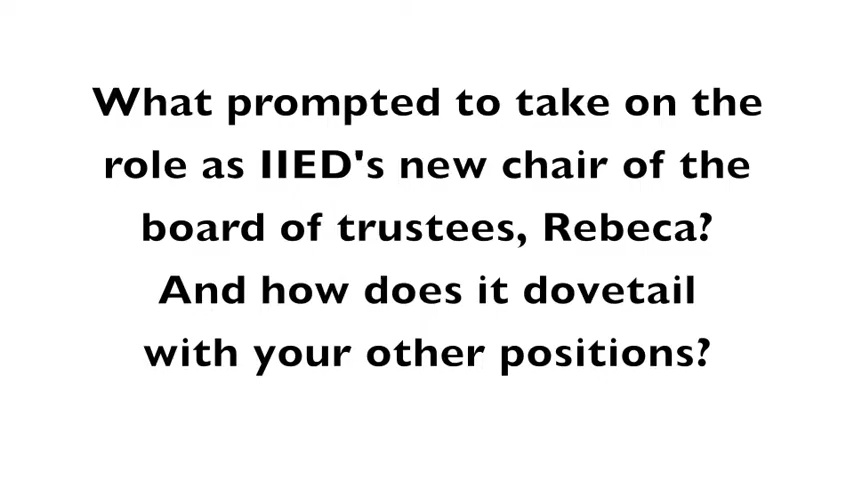 What prompted to take on the
role as IIED's new chair of the
board of trustees, Rebeca?
And how does it dovetail
with your other positions?